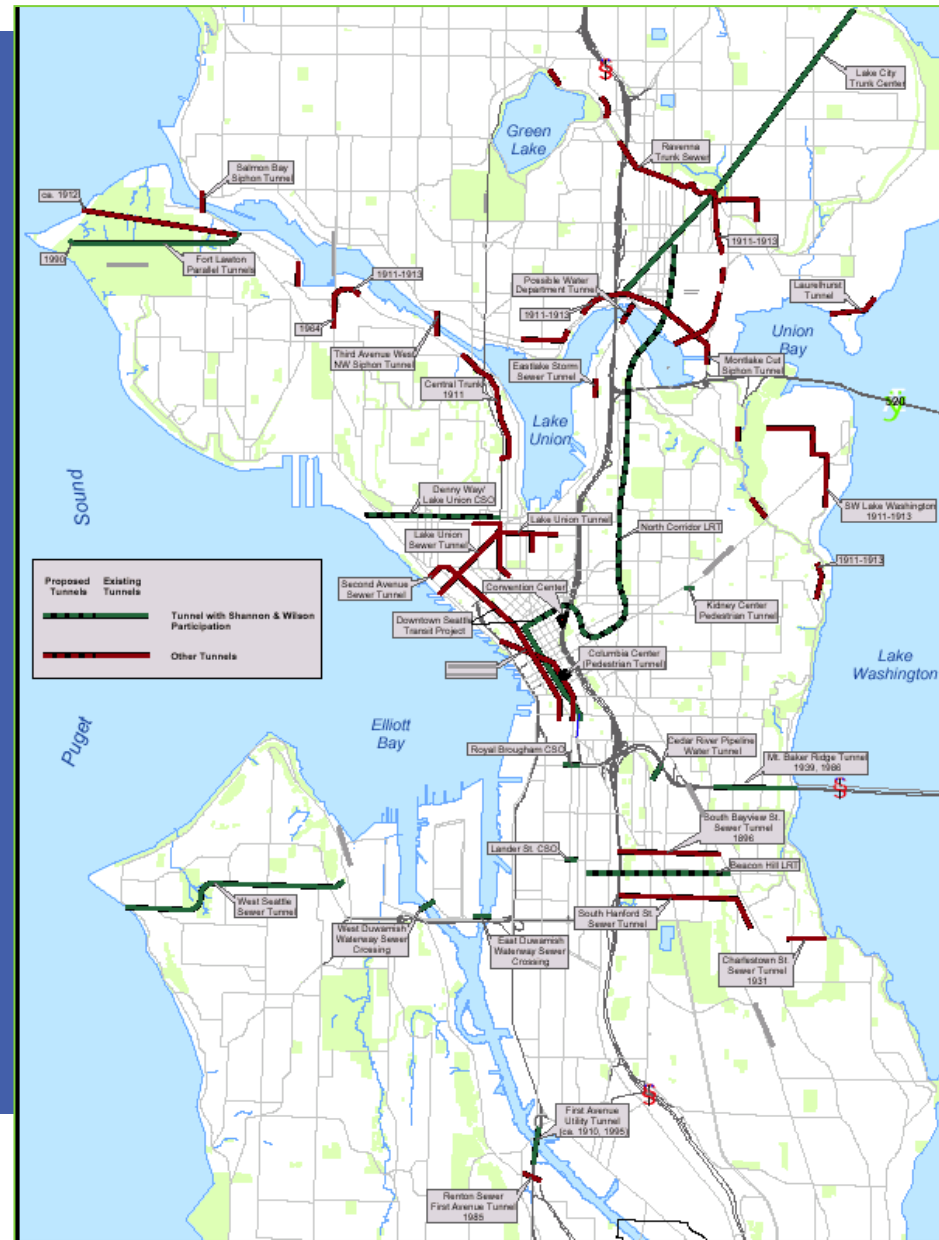 Lake City
Trunk Center
Green
Lake
Ravenna
Trunk Sewer
Salmon Bay
Siphon Tunnel
ca. 1912
1990
Fort Lawton
Parallel Tunnels
1911-1913
1911-1913
Possible Water
Department Tunnel
Laurelhurst
Tunnel
1964
1911-1913
Union
Bay
Third Avenue West
NW Siphon Tunnel
Eastlake Storm
Sewer Tunnel
Montlake Cut
Siphon Tunnel
Central Trunk
1911
520
Lake
Union
Sound
Denny Way/
Lake Union CSO
SW Lake Washington
1911-1913
Lake Union Tunnel
Lake Union
Sewer Tunnel
North Corridor LRT
1911-1913
Proposed
Tunnels
Existing
Tunnels
Tunnel with Shannon & Wilson
Participation
Other Tunnels
Second Avenue
Sewer Tunnel
Convention Center
Kidney Center
Pedestrian Tunnel
Downtown Seattle
Transit Project
Columbia Center
(Pedestrian Tunnel)
Lake
Washington
Puget
Elliott
Bay
Royal Brougham CSO
Cedar River Pipeline
Water Tunnel
Mt. Baker Ridge Tunnel
1939, 1986
South Bayview St.
Sewer Tunnel
1896
Lander St. CSO
Beacon Hill LRT
West Seattle
Sewer Tunnel
South Hanford St.
Sewer Tunnel
West Duwamish
Waterway Sewer
Crossing
East Duwamish
Waterway Sewer
Crossing
Charlestown St.
Sewer Tunnel
1931
First Avenue
Utility Tunnel
(ca. 1910, 1995)
Renton Sewer
First Avenue Tunnel
1985